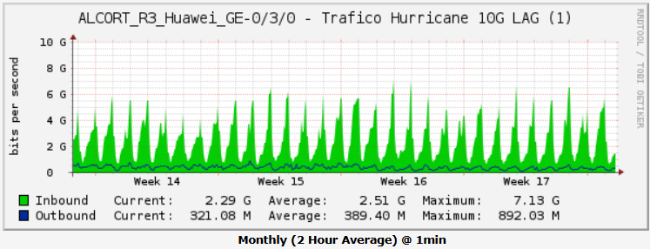 ALCORT_R3_Huawei_GE-0/3/0 - Trafico Hurricane 10G LAG (1)
RRDTOOL / TOBI OETIKER
bits per second
10 G
8 G
6 G
4 G
2 G
0
Week 14 Week 15 Week 16 Week 17
Inbound Current: 2.29 G Average: 2.51 G Maximum: 7.13 G
Outbound Current: 321.08 M Average: 389.40 M Maximum: 892.03 M
Monthly (2 Hour Average) @ 1min